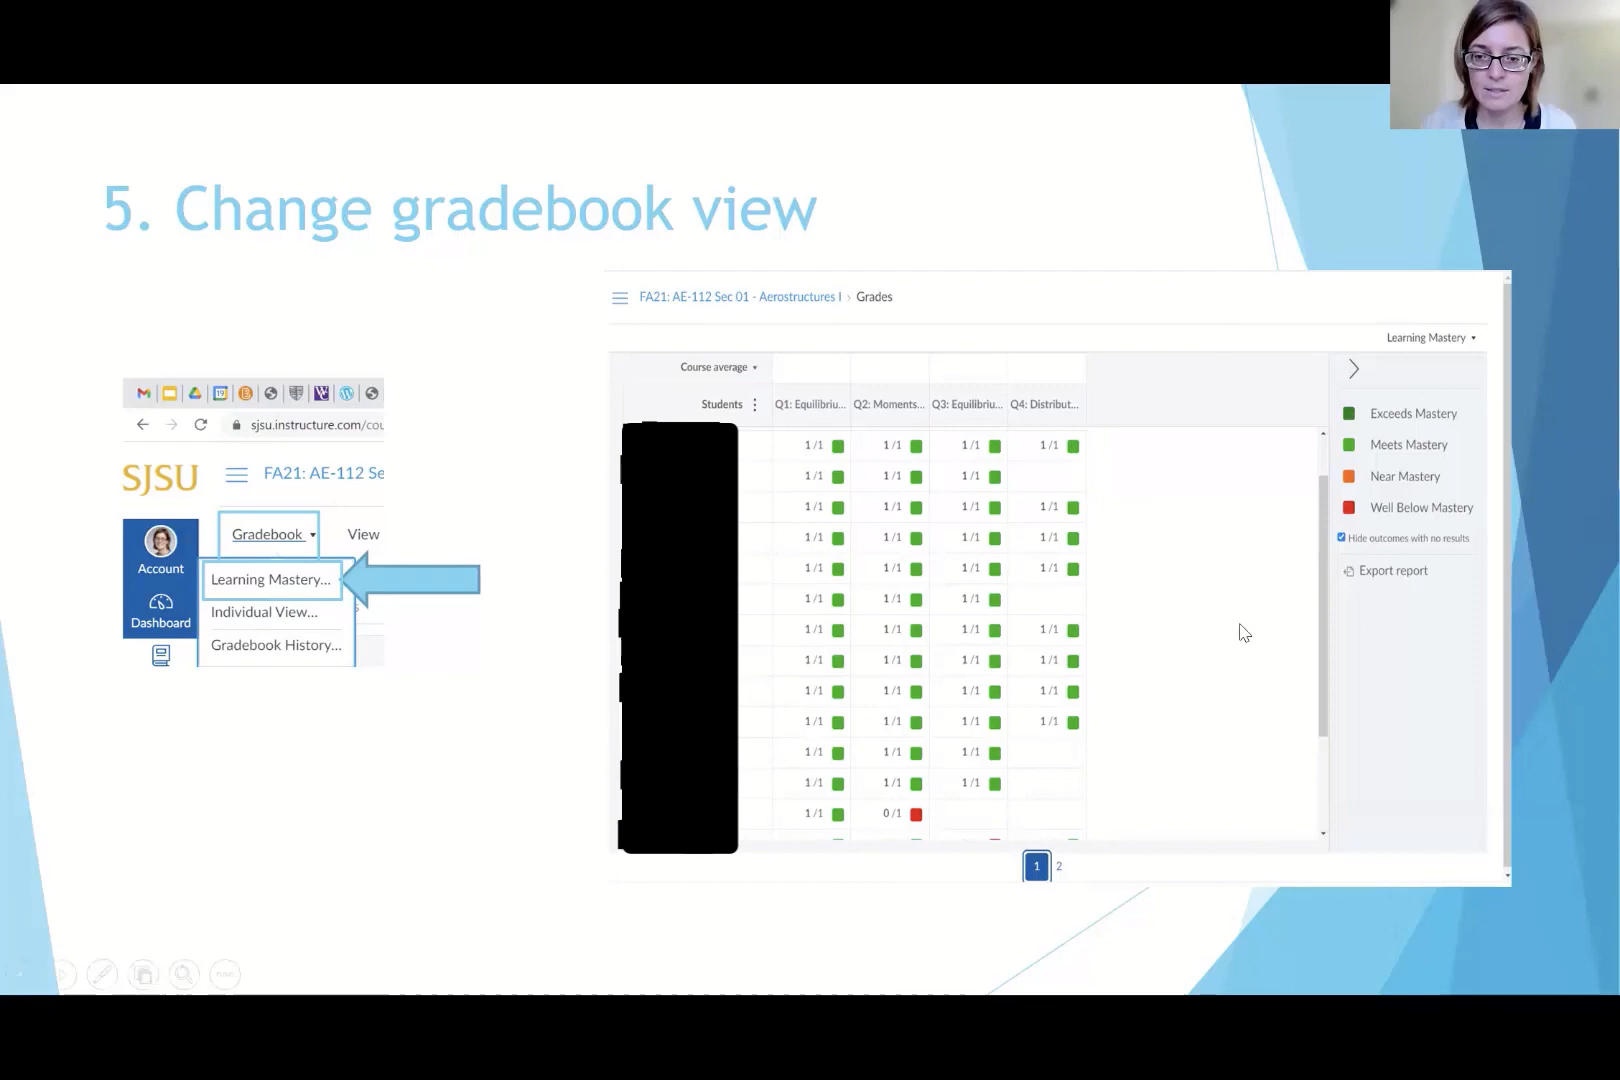 5. Change gradebook view
sjsu.instructure.com/cou
SJSU
FA21: AE-112 Se
Gradebook
View
Account
Learning Mastery...
Individual View...
Dashboard
Gradebook History...
FA21: AE-112 Sec 01 - Aerostructures I › Grades
Learning Mastery
Course average
Students
Q1: Equilibriu... Q2: Moments... Q3: Equilibriu... Q4: Distribut...
1 /1 1 /1 1 /1 1 /1
1 /1 1 /1 1 /1
1 /1 1 /1 1 /1 1 /1
1 /1 1 /1 1 /1 1 /1
1 /1 1 /1 1 /1 1 /1
1 /1 1 /1 1 /1
1 /1 1 /1 1 /1 1 /1
1 /1 1 /1 1 /1 1 /1
1 /1 1 /1 1 /1 1 /1
1 /1 1 /1 1 /1 1 /1
1 /1 1 /1 1 /1
1 /1 1 /1 1 /1
1 /1 0 /1
Exceeds Mastery
Meets Mastery
Near Mastery
Well Below Mastery
Hide outcomes with no results
Export report
1 2